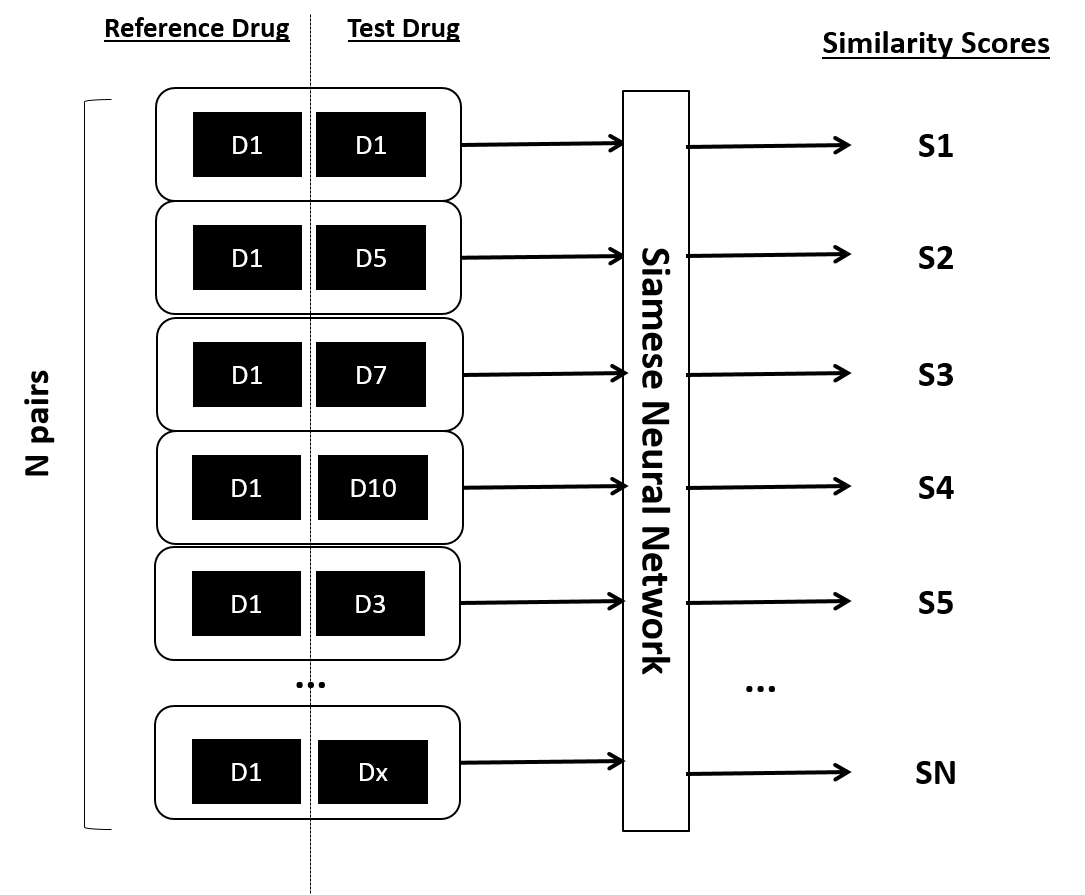 Reference Drug
Test Drug
Similarity Scores
N pairs
D1
D1
S1
D1
D5
S2
D1
D7
S3
D1
D10
S4
D1
D3
S5
...
...
D1
Dx
SN
Siamese Neural Network